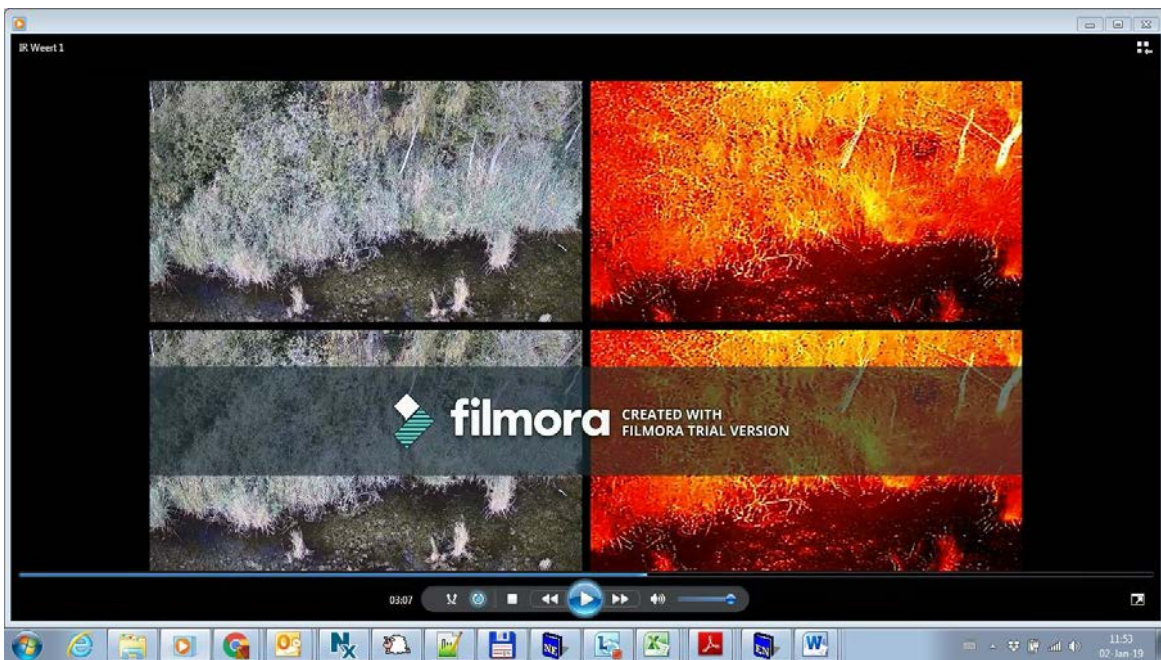 IR Weert 1
filmora
CREATED WITH
FILMORA TRIAL VERSION
03:07
11:53
02-Jan-19